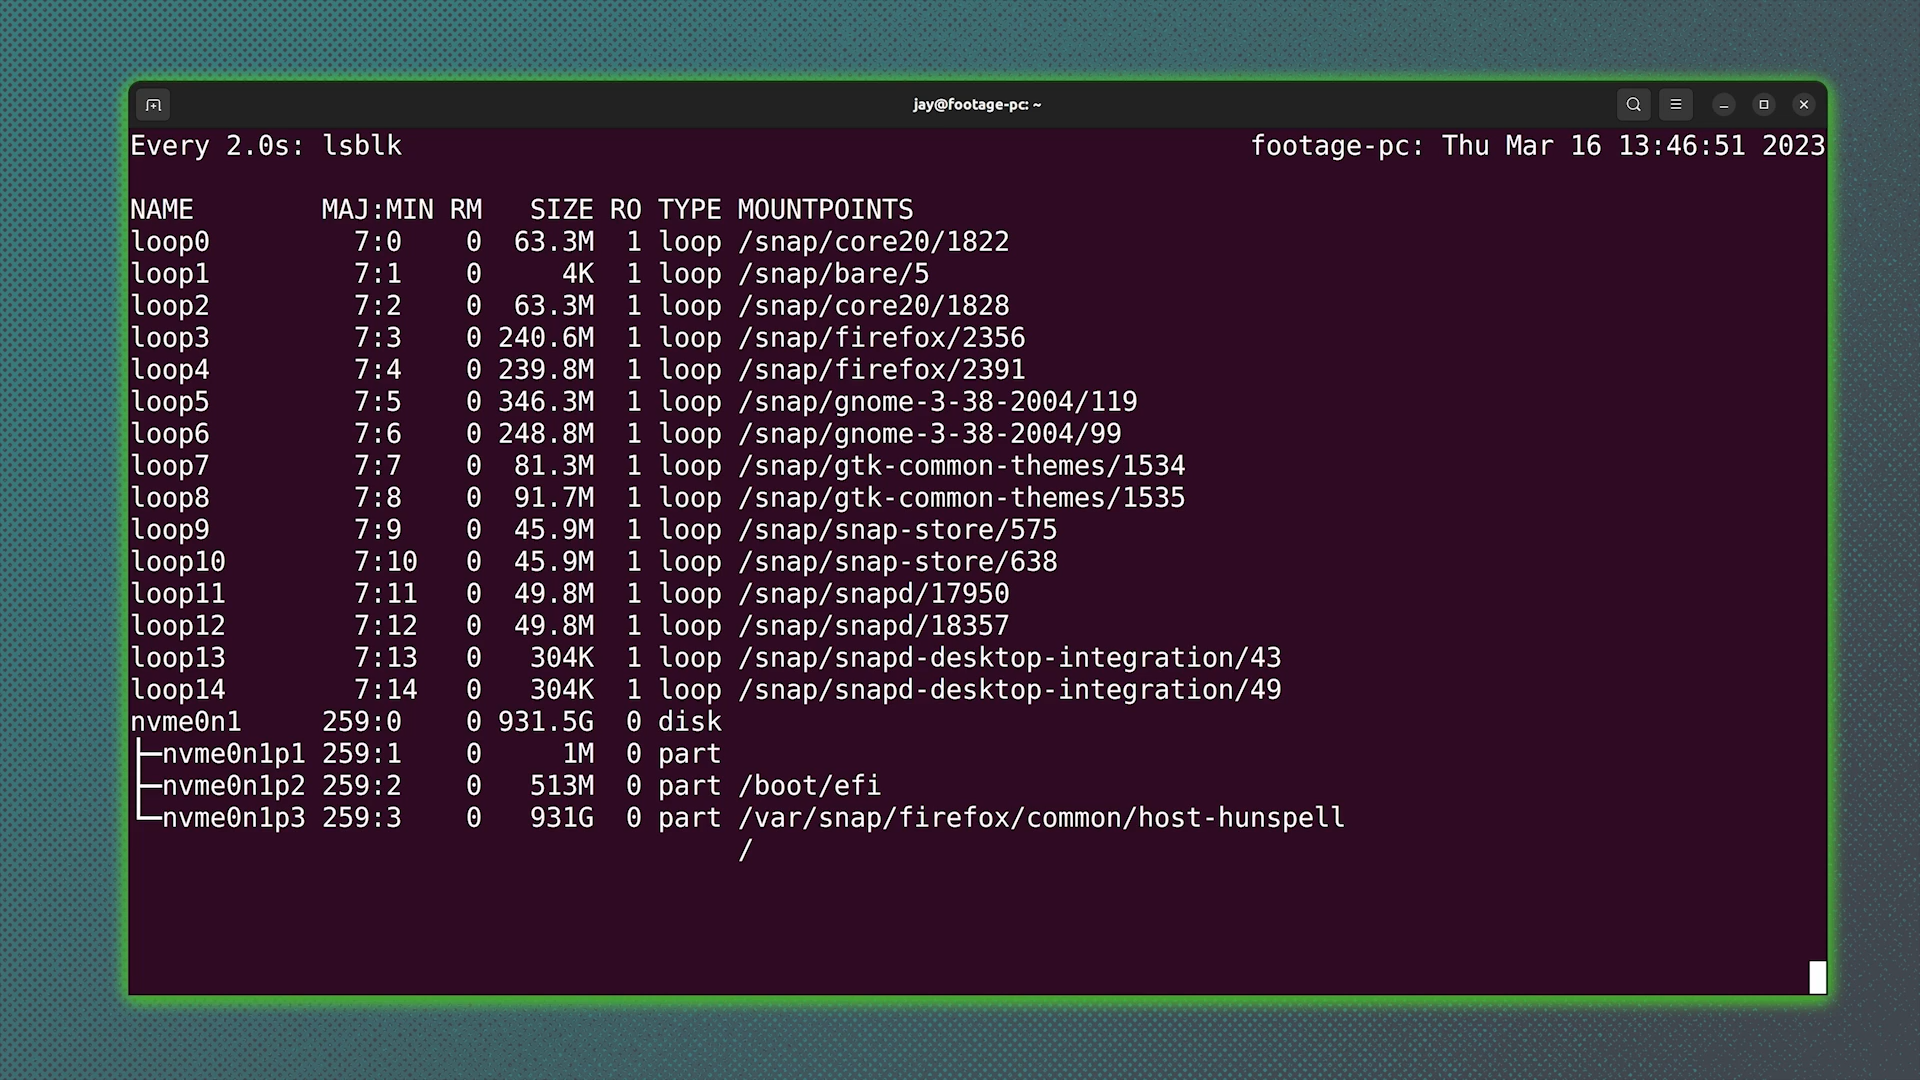 jay@footage-pc: ~
Every 2.0s: lsblk footage-pc: Thu Mar 16 13:46:51 2023
NAME MAJ:MIN RM SIZE RO TYPE MOUNTPOINTS
loop0 7:0 0 63.3M 1 loop /snap/core20/1822
loop1 7:1 0 4K 1 loop /snap/bare/5
loop2 7:2 0 63.3M 1 loop /snap/core20/1828
loop3 7:3 0 240.6M 1 loop /snap/firefox/2356
loop4 7:4 0 239.8M 1 loop /snap/firefox/2391
loop5 7:5 0 346.3M 1 loop /snap/gnome-3-38-2004/119
loop6 7:6 0 248.8M 1 loop /snap/gnome-3-38-2004/99
loop7 7:7 0 81.3M 1 loop /snap/gtk-common-themes/1534
loop8 7:8 0 91.7M 1 loop /snap/gtk-common-themes/1535
loop9 7:9 0 45.9M 1 loop /snap/snap-store/575
loop10 7:10 0 45.9M 1 loop /snap/snap-store/638
loop11 7:11 0 49.8M 1 loop /snap/snapd/17950
loop12 7:12 0 49.8M 1 loop /snap/snapd/18357
loop13 7:13 0 304K 1 loop /snap/snapd-desktop-integration/43
loop14 7:14 0 304K 1 loop /snap/snapd-desktop-integration/49
nvme0n1 259:0 0 931.5G 0 disk
├─nvme0n1p1 259:1 0 1M 0 part
├─nvme0n1p2 259:2 0 513M 0 part /boot/efi
└─nvme0n1p3 259:3 0 931G 0 part /var/snap/firefox/common/host-hunspell
/